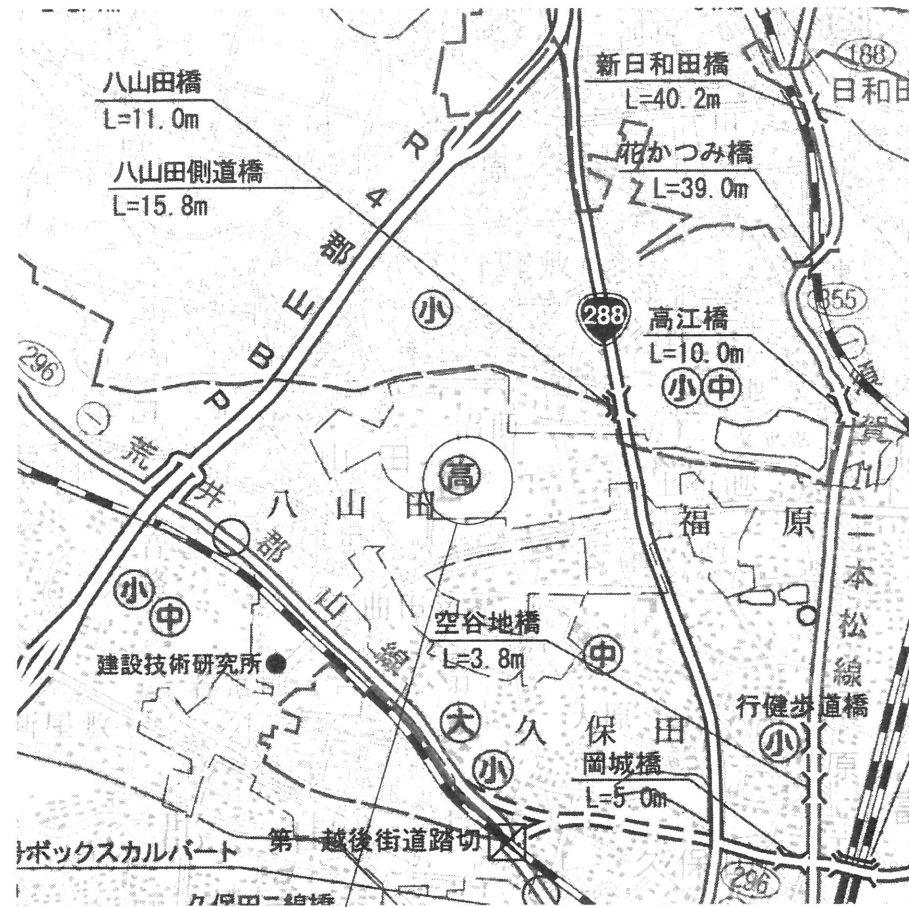 188
八山田橋
L=11.0m
新日和田橋
L=40.2m
日和田
八山田側道橋
L=15.8m
花かつみ橋
L=39.0m
R4郡山BP
小
288
355
高江橋
L=10.0m
小 中
296
荒井郡山線
高
八山田
福原
二本松線
小
中
建設技術研究所
空谷地橋
L=3.8m
中
行健歩道橋
小
大
小
久保田
岡城橋
L=5.0m
号ボックスカルバート
第一越後街道踏切
296